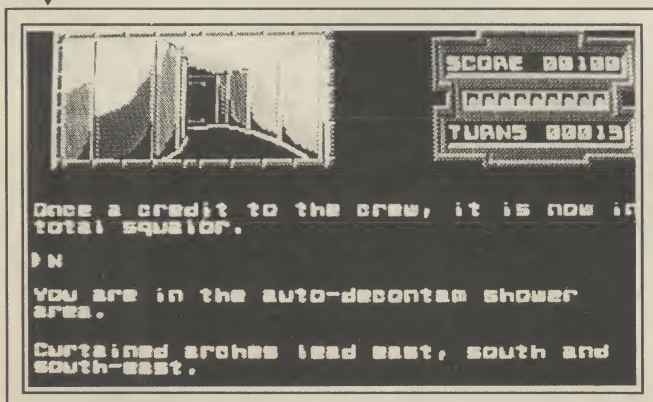 SCORE 00100
TURNS 00015
Once a credit to the crew, it is now in
total squalor.
N
You are in the auto-decontam shower
area.
Curtained arches lead east, south and
south-east.